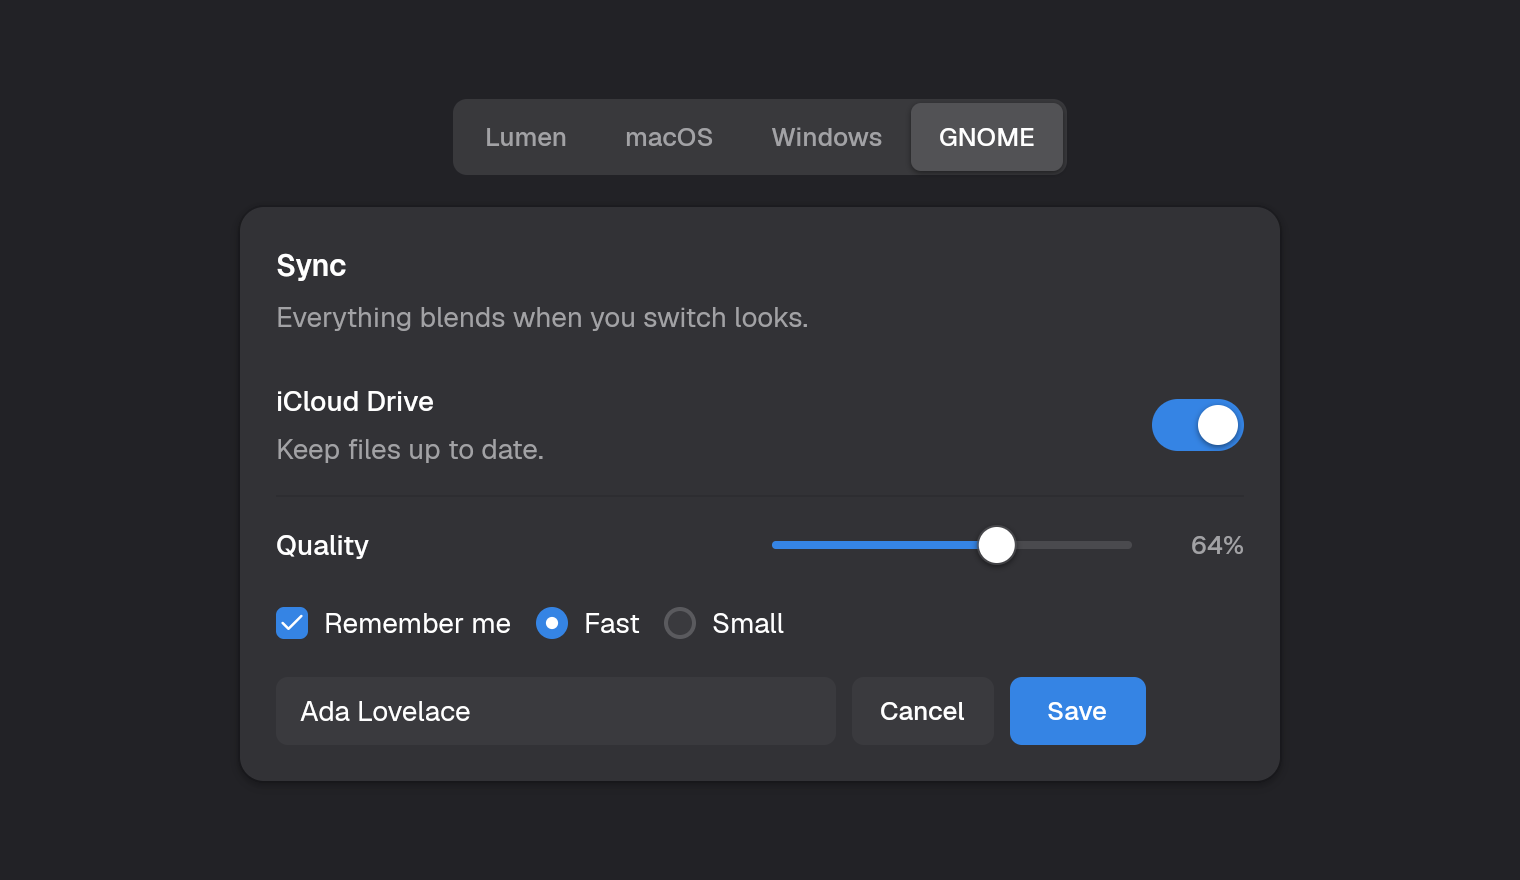 Lumen macOS Windows GNOME
Sync
Everything blends when you switch looks.
iCloud Drive
Keep files up to date.
Quality 64%
Remember me Fast Small
Ada Lovelace Cancel Save